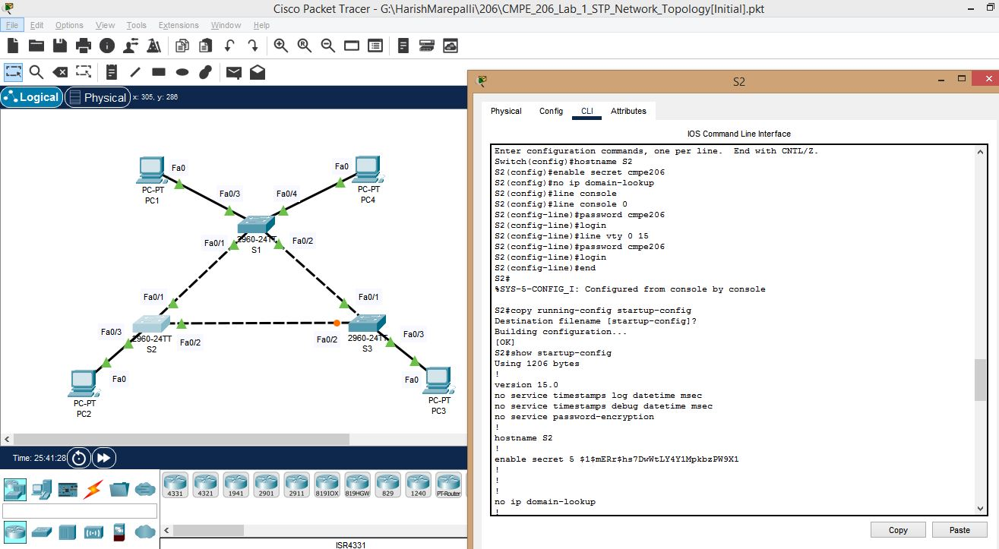 Cisco Packet Tracer - G:\HarishMarepalli\206\CMPE_206_Lab_1_STP_Network_Topology[Initial].pkt
File Edit Options View Tools Extensions Window Help
Logical Physical x: 305, y: 286
Fa0
PC-PT
PC1
Fa0
PC-PT
PC4
Fa0/3
Fa0/4
2960-24TT
S1
Fa0/1
Fa0/2
Fa0/1
Fa0/1
Fa0/3
2960-24TT
S2
Fa0/2
Fa0/2
2960-24TT
S3
Fa0/3
Fa0
PC-PT
PC2
Fa0
PC-PT
PC3
Time: 25:41:28
4331 4321 1941 2901 2911 819IOX 819HGW 829 1240 PT-Router
ISR4331
S2
Physical Config CLI Attributes
IOS Command Line Interface
Enter configuration commands, one per line.  End with CNTL/Z.
Switch(config)#hostname S2
S2(config)#enable secret cmpe206
S2(config)#no ip domain-lookup
S2(config)#line console
S2(config)#line console 0
S2(config-line)#password cmpe206
S2(config-line)#login
S2(config-line)#line vty 0 15
S2(config-line)#password cmpe206
S2(config-line)#login
S2(config-line)#end
S2#
%SYS-5-CONFIG_I: Configured from console by console
S2#copy running-config startup-config
Destination filename [startup-config]?
Building configuration...
[OK]
S2#show startup-config
Using 1206 bytes
!
version 15.0
no service timestamps log datetime msec
no service timestamps debug datetime msec
no service password-encryption
!
hostname S2
!
enable secret 5 $1$mERr$hs7DwWtLY4Y1MpkbzPW9X1
!
!
!
no ip domain-lookup
!
Copy Paste